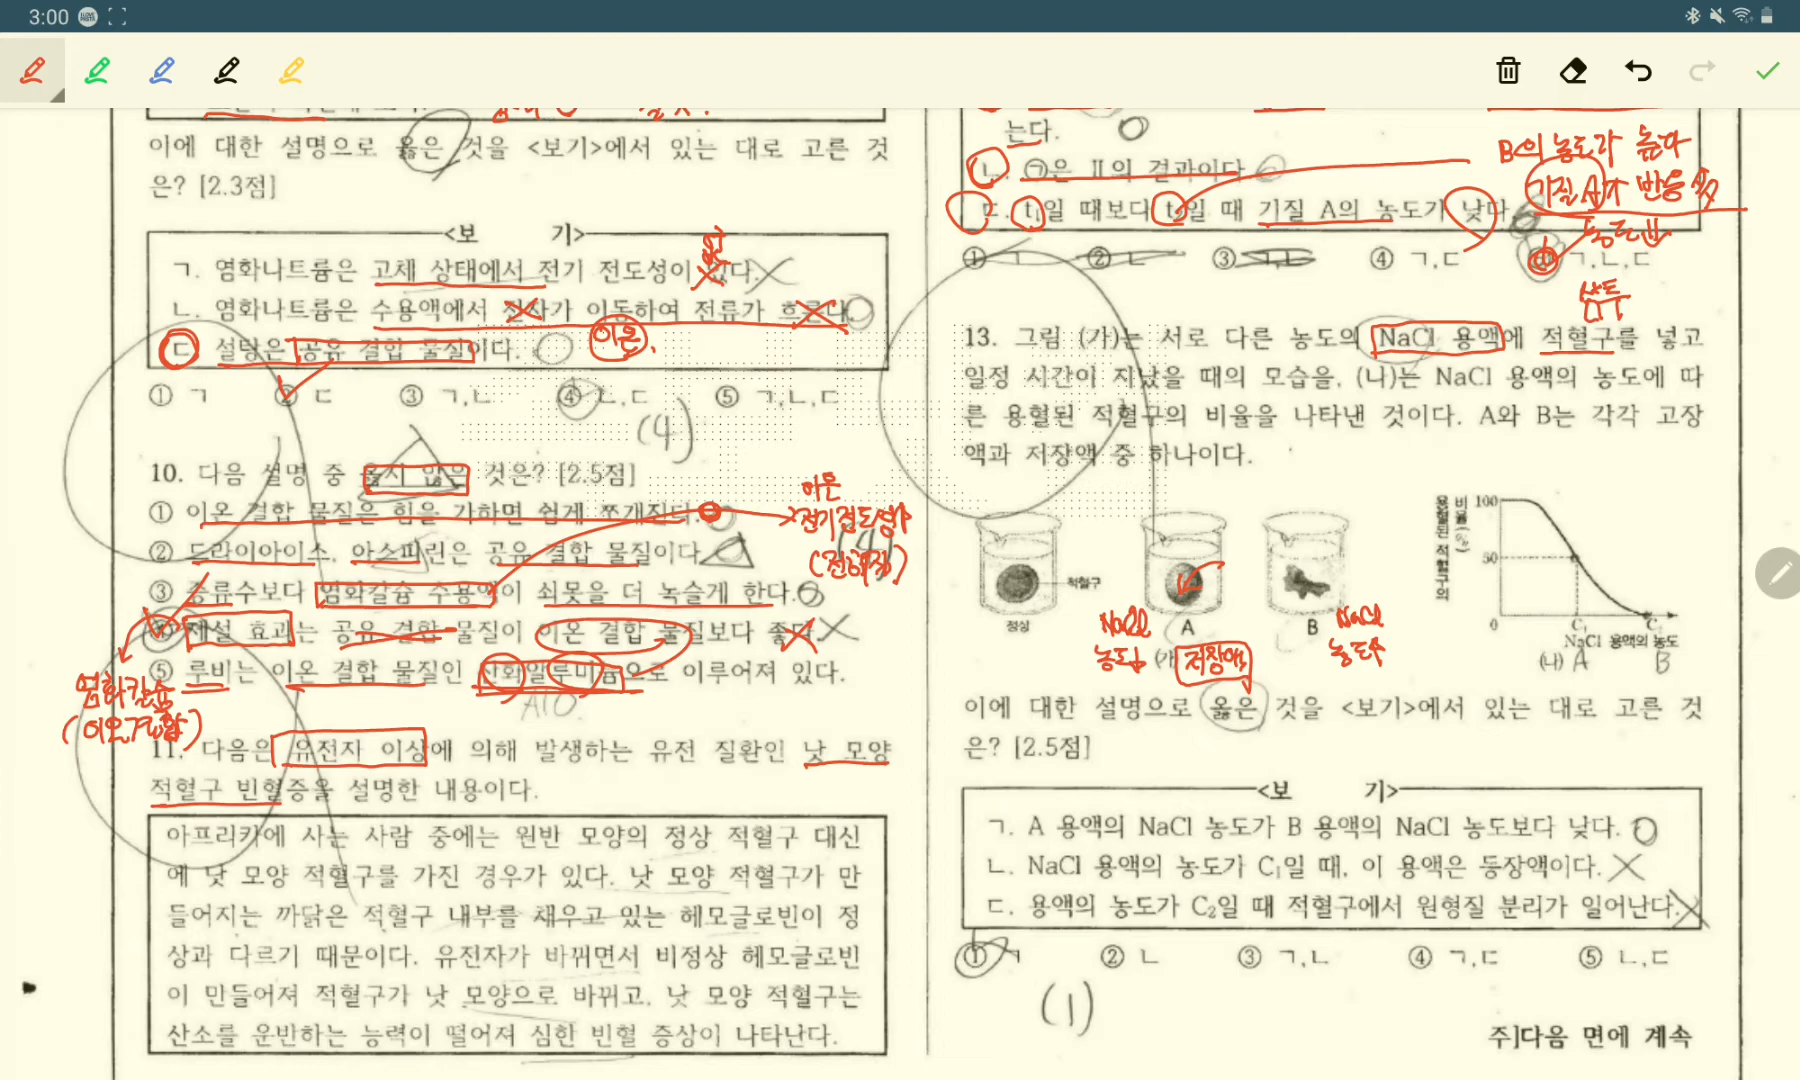 3:00
이에 대한 설명으로 옳은 것을 <보기>에서 있는 대로 고른 것
은? [2.3점]
<보 기>
ㄱ. 염화나트륨은 고체 상태에서 전기 전도성이 있다.
ㄴ. 염화나트륨은 수용액에서 전자가 이동하여 전류가 흐른다.
이온
ㄷ. 설탕은 공유 결합 물질이다.
① ㄱ ② ㄷ ③ ㄱ,ㄴ ④ ㄴ,ㄷ ⑤ ㄱ,ㄴ,ㄷ
(4)
10. 다음 설명 중 옳지 않은 것은? [2.5점]
① 이온 결합 물질은 힘을 가하면 쉽게 쪼개진다.
② 드라이아이스, 아스피린은 공유 결합 물질이다.
③ 증류수보다 염화칼슘 수용액이 쇠못을 더 녹슬게 한다.
④ 제설 효과는 공유 결합 물질이 이온 결합 물질보다 좋다.
⑤ 루비는 이온 결합 물질인 산화알루미늄으로 이루어져 있다.
이온
(4)
염화칼슘
(이온결합)
11. 다음은 유전자 이상에 의해 발생하는 유전 질환인 낫 모양
적혈구 빈혈증을 설명한 내용이다.
아프리카에 사는 사람 중에는 원반 모양의 정상 적혈구 대신
에 낫 모양 적혈구를 가진 경우가 있다. 낫 모양 적혈구가 만
들어지는 까닭은 적혈구 내부를 채우고 있는 헤모글로빈이 정
상과 다르기 때문이다. 유전자가 바뀌면서 비정상 헤모글로빈
이 만들어져 적혈구가 낫 모양으로 바뀌고, 낫 모양 적혈구는
산소를 운반하는 능력이 떨어져 심한 빈혈 증상이 나타난다.
는다.
ㄴ. ㉠은 Ⅱ의 결과이다.
ㄷ. t₁일 때보다 t₂일 때 기질 A의 농도가 낮다.
B의 농도가 높다
기질 A가 반응
① ㄱ ② ㄴ ③ ㄱ,ㄴ ④ ㄱ,ㄷ ⑤ ㄱ,ㄴ,ㄷ
13. 그림 (가)는 서로 다른 농도의 NaCl 용액에 적혈구를 넣고
일정 시간이 지났을 때의 모습을, (나)는 NaCl 용액의 농도에 따
른 용혈된 적혈구의 비율을 나타낸 것이다. A와 B는 각각 고장
액과 저장액 중 하나이다.
적혈구
정상 A B
(가)
NaCl
저장액
NaCl
용혈된 적혈구의 비율(%)
100
50
0 C₁ C₂
NaCl 용액의 농도
(나) A B
이에 대한 설명으로 옳은 것을 <보기>에서 있는 대로 고른 것
은? [2.5점]
<보 기>
ㄱ. A 용액의 NaCl 농도가 B 용액의 NaCl 농도보다 낮다.
ㄴ. NaCl 용액의 농도가 C₁일 때, 이 용액은 등장액이다.
ㄷ. 용액의 농도가 C₂일 때 적혈구에서 원형질 분리가 일어난다.
① ㄱ ② ㄴ ③ ㄱ,ㄴ ④ ㄱ,ㄷ ⑤ ㄴ,ㄷ
(1)
주]다음 면에 계속